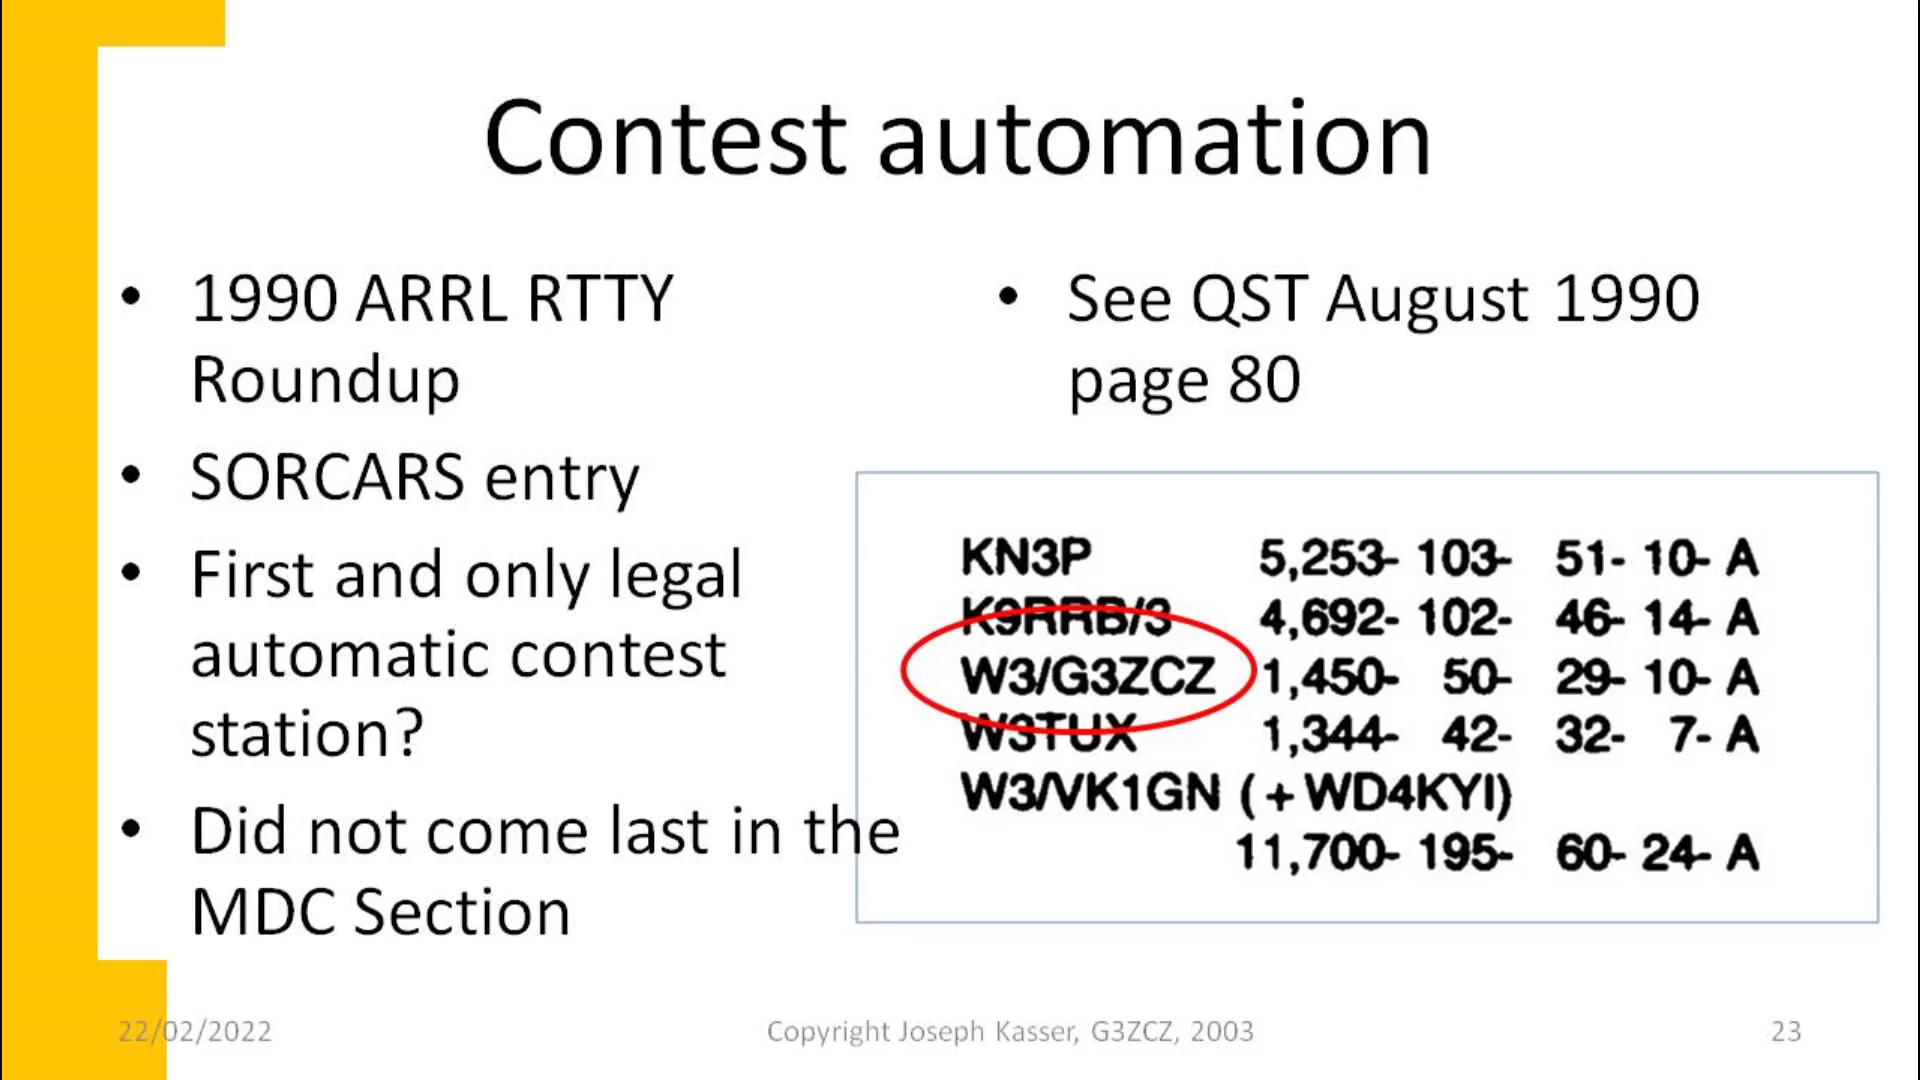 Contest automation
• 1990 ARRL RTTY
Roundup
• SORCARS entry
• First and only legal
automatic contest
station?
• Did not come last in the
MDC Section
• See QST August 1990
page 80
KN3P 5,253- 103- 51- 10- A
K9RRB/3 4,692- 102- 46- 14- A
W3/G3ZCZ 1,450- 50- 29- 10- A
W3TUX 1,344- 42- 32- 7- A
W3/VK1GN (+WD4KYI)
11,700- 195- 60- 24- A
22/02/2022
Copyright Joseph Kasser, G3ZCZ, 2003
23